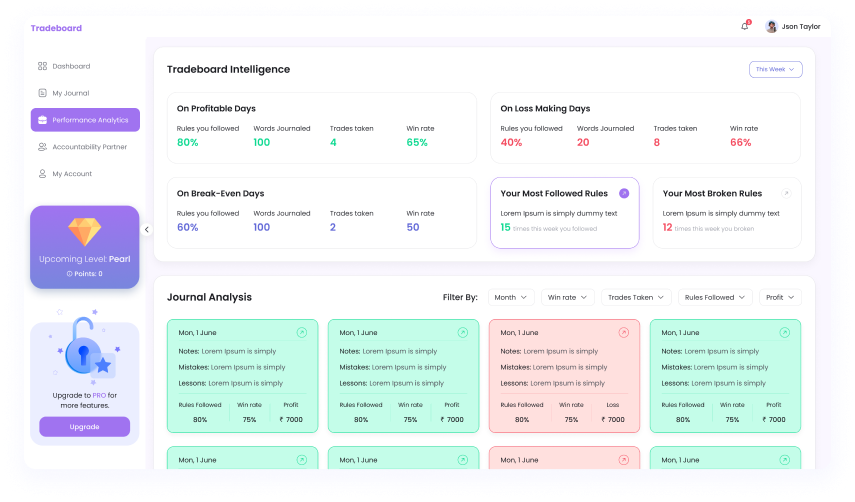 Tradeboard
2
Json Taylor
Dashboard
My Journal
Performance Analytics
Accountability Partner
My Account
Upcoming Level: Pearl
Points: 0
Upgrade to PRO for
more features.
Upgrade
Tradeboard Intelligence
This Week
On Profitable Days
Rules you followed Words Journaled Trades taken Win rate
80% 100 4 65%
On Loss Making Days
Rules you followed Words Journaled Trades taken Win rate
40% 20 8 66%
On Break-Even Days
Rules you followed Words Journaled Trades taken Win rate
60% 100 2 50
Your Most Followed Rules
Lorem Ipsum is simply dummy text
15 times this week you followed
Your Most Broken Rules
Lorem Ipsum is simply dummy text
12 times this week you broken
Journal Analysis
Filter By: Month Win rate Trades Taken Rules Followed Profit
Mon, 1 June
Notes: Lorem Ipsum is simply
Mistakes: Lorem Ipsum is simply
Lessons: Lorem Ipsum is simply
Rules Followed Win rate Profit
80% 75% ₹ 7000
Mon, 1 June
Notes: Lorem Ipsum is simply
Mistakes: Lorem Ipsum is simply
Lessons: Lorem Ipsum is simply
Rules Followed Win rate Profit
80% 75% ₹ 7000
Mon, 1 June
Notes: Lorem Ipsum is simply
Mistakes: Lorem Ipsum is simply
Lessons: Lorem Ipsum is simply
Rules Followed Win rate Loss
80% 75% ₹ 7000
Mon, 1 June
Notes: Lorem Ipsum is simply
Mistakes: Lorem Ipsum is simply
Lessons: Lorem Ipsum is simply
Rules Followed Win rate Profit
80% 75% ₹ 7000
Mon, 1 June
Mon, 1 June
Mon, 1 June
Mon, 1 June